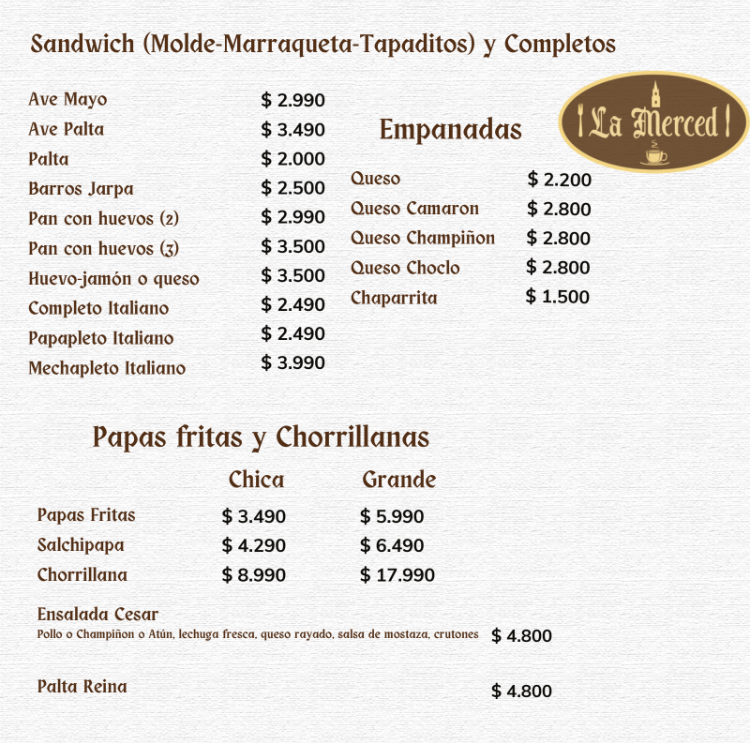 Sandwich (Molde-Marraqueta-Tapaditos) y Completos
Ave Mayo $ 2.990
Ave Palta $ 3.490
Palta $ 2.000
Barros Jarpa $ 2.500
Pan con huevos (2) $ 2.990
Pan con huevos (3) $ 3.500
Huevo-jamón o queso $ 3.500
Completo Italiano $ 2.490
Papapleto Italiano $ 2.490
Mechapleto Italiano $ 3.990
La Merced
Empanadas
Queso $ 2.200
Queso Camaron $ 2.800
Queso Champiñon $ 2.800
Queso Choclo $ 2.800
Chaparrita $ 1.500
Papas fritas y Chorrillanas
Chica Grande
Papas Fritas $ 3.490 $ 5.990
Salchipapa $ 4.290 $ 6.490
Chorrillana $ 8.990 $ 17.990
Ensalada Cesar
Pollo o Champiñon o Atún, lechuga fresca, queso rayado, salsa de mostaza, crutones $ 4.800
Palta Reina $ 4.800